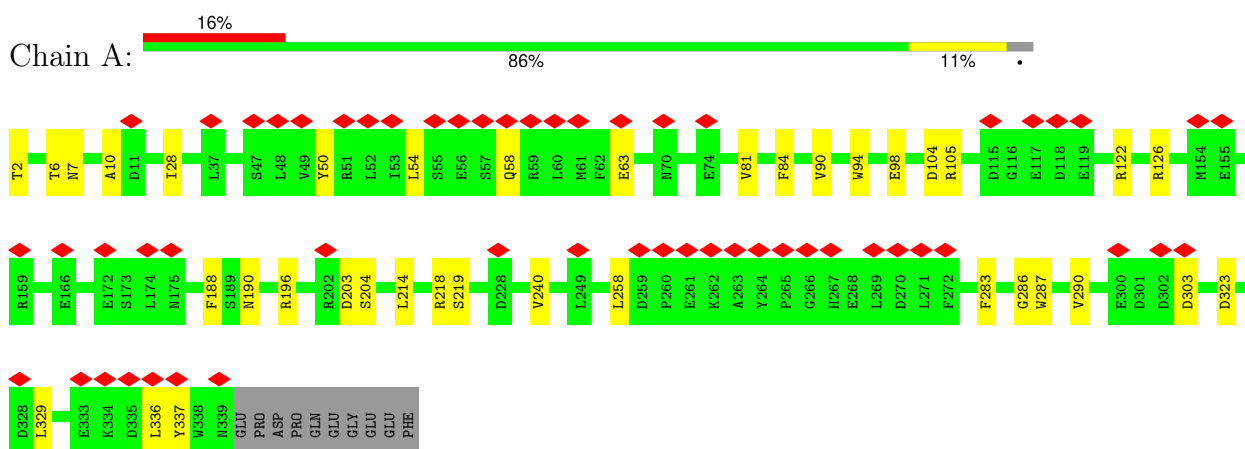 16%
Chain A:
86% 11% •
T2 T6 N7 A10 D11 I28 L37 S47 L48 V49 Y50 R51 L52 I53 L54 S55 E56 S57 Q58 R59 L60 M61 F62 E63 N70 E74 V81 F84 V90 W94 E98 D104 R105 D115 G116 E117 D118 E119 R122 R126 M154 E155
R159 E166 E172 S173 L174 N175 F188 S189 N190 R196 R202 D203 S204 L214 R218 S219 D228 V240 L249 L258 D259 P260 E261 K262 A263 Y264 P265 G266 H267 E268 L269 D270 L271 F272 F283 G286 W287 V290 E300 D301 D302 D303 D323
D328 L329 E333 K334 D335 L336 Y337 W338 N339 GLU PRO ASP PRO GLN GLU GLY GLU GLU PHE